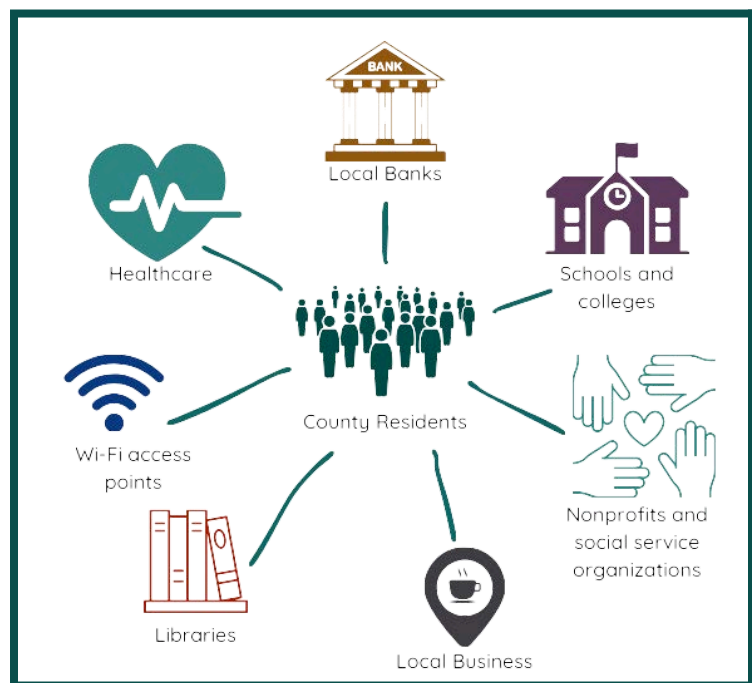 BANK
Local Banks
Healthcare
Schools and
colleges
County Residents
Wi-Fi access
points
Nonprofits and
social service
organizations
Libraries
Local Business